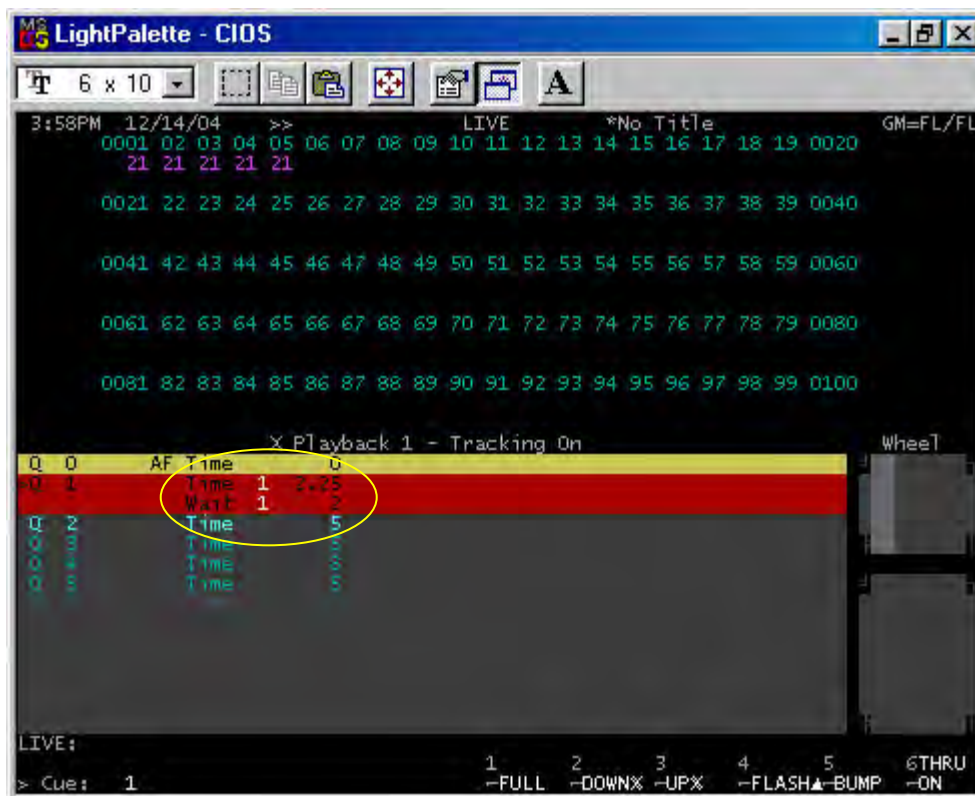 LightPalette - CIOS
6 x 10
A
3:58PM 12/14/04 >> LIVE *No Title GM=FL/FL
0001 02 03 04 05 06 07 08 09 10 11 12 13 14 15 16 17 18 19 0020
21 21 21 21 21
0021 22 23 24 25 26 27 28 29 30 31 32 33 34 35 36 37 38 39 0040
0041 42 43 44 45 46 47 48 49 50 51 52 53 54 55 56 57 58 59 0060
0061 62 63 64 65 66 67 68 69 70 71 72 73 74 75 76 77 78 79 0080
0081 82 83 84 85 86 87 88 89 90 91 92 93 94 95 96 97 98 99 0100
X Playback 1 - Tracking On Wheel
Q 0 AF Time 0
Q 1 Time 1 2.25
Wait 1 2
Q 2 Time 5
Q 3 Time 5
Q 4 Time 5
Q 5 Time 5
LIVE:
1 2 3 4 5 6THRU
> Cue: 1 FULL DOWN% UP% FLASH▲ BUMP ON